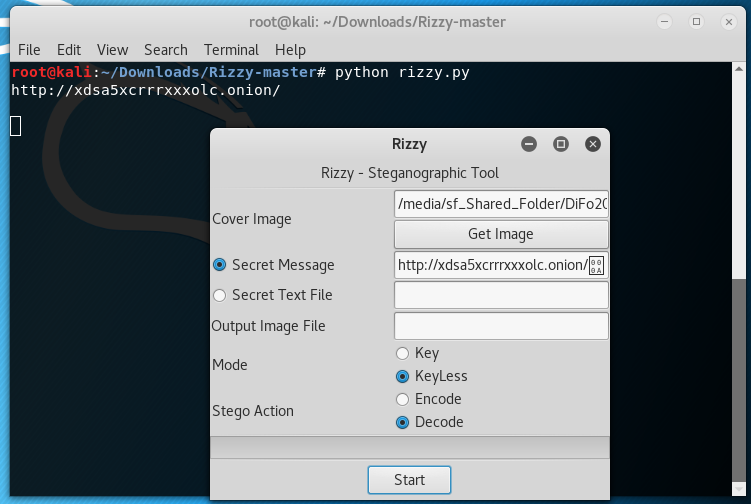 root@kali: ~/Downloads/Rizzy-master
File Edit View Search Terminal Help
root@kali:~/Downloads/Rizzy-master# python rizzy.py
http://xdsa5xcrrrxxxolc.onion/
Rizzy
Rizzy - Steganographic Tool
Cover Image
/media/sf_Shared_Folder/DiFo20
Get Image
Secret Message
http://xdsa5xcrrrxxxolc.onion/
Secret Text File
Output Image File
Mode
Key
KeyLess
Stego Action
Encode
Decode
Start